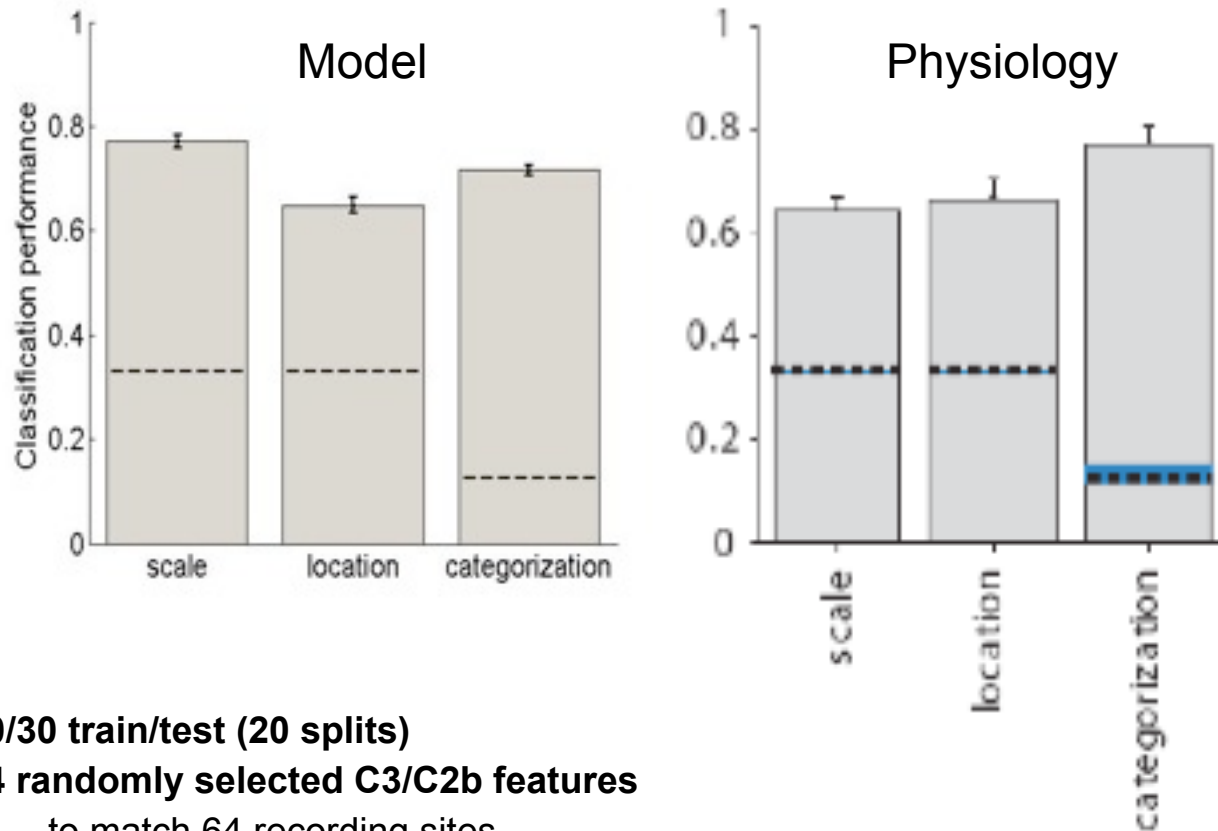 Model
Classification performance
1
0.8
0.6
0.4
0.2
0
scale location categorization
Physiology
1
0.8
0.6
0.4
0.2
0
scale
location
categorization
/30 train/test (20 splits)
randomly selected C3/C2b features
to match 64 recording sites